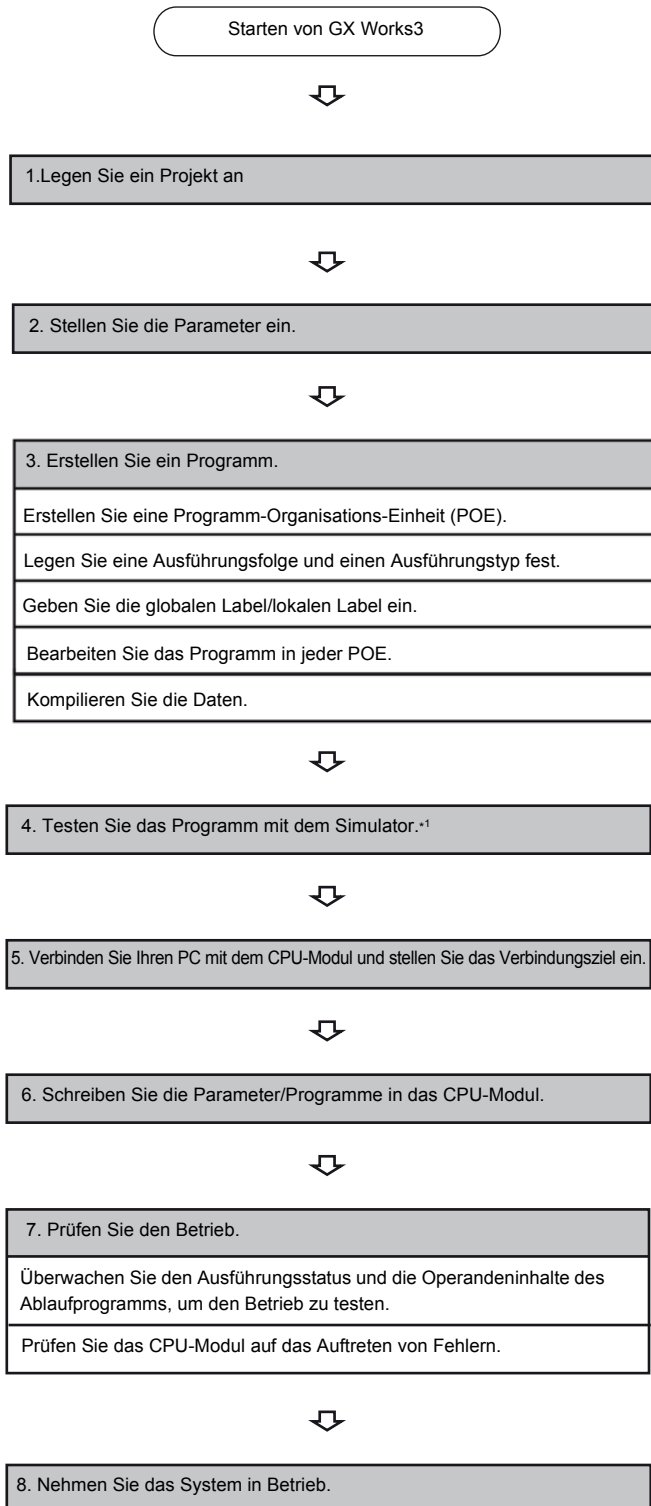 Starten von GX Works3
1.Legen Sie ein Projekt an
2. Stellen Sie die Parameter ein.
3. Erstellen Sie ein Programm.
Erstellen Sie eine Programm-Organisations-Einheit (POE).
Legen Sie eine Ausführungsfolge und einen Ausführungstyp fest.
Geben Sie die globalen Label/lokalen Label ein.
Bearbeiten Sie das Programm in jeder POE.
Kompilieren Sie die Daten.
4. Testen Sie das Programm mit dem Simulator.*1
5. Verbinden Sie Ihren PC mit dem CPU-Modul und stellen Sie das Verbindungsziel ein.
6. Schreiben Sie die Parameter/Programme in das CPU-Modul.
7. Prüfen Sie den Betrieb.
Überwachen Sie den Ausführungsstatus und die Operandeninhalte des
Ablaufprogramms, um den Betrieb zu testen.
Prüfen Sie das CPU-Modul auf das Auftreten von Fehlern.
8. Nehmen Sie das System in Betrieb.